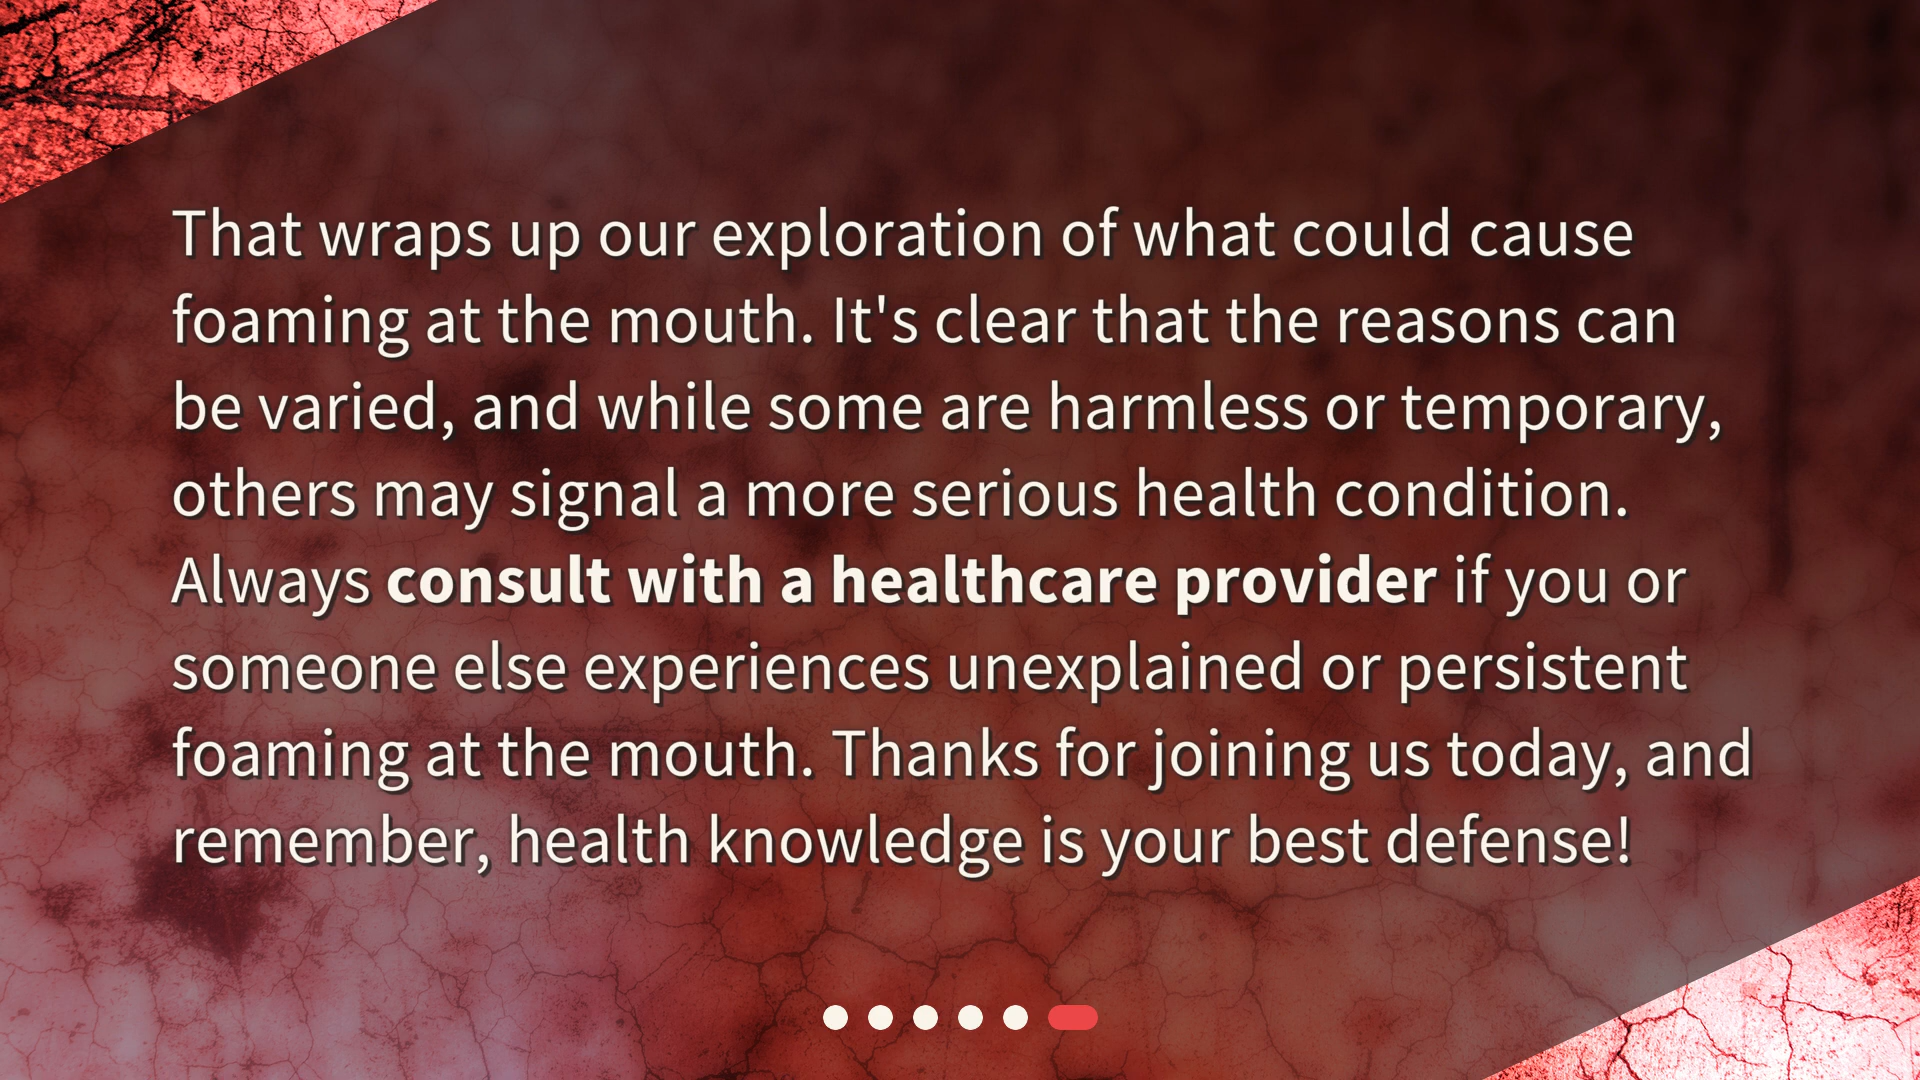 That wraps up our exploration of what could cause
foaming at the mouth. It's clear that the reasons can
be varied, and while some are harmless or temporary,
others may signal a more serious health condition.
Always consult with a healthcare provider if you or
someone else experiences unexplained or persistent
foaming at the mouth. Thanks for joining us today, and
remember, health knowledge is your best defense!